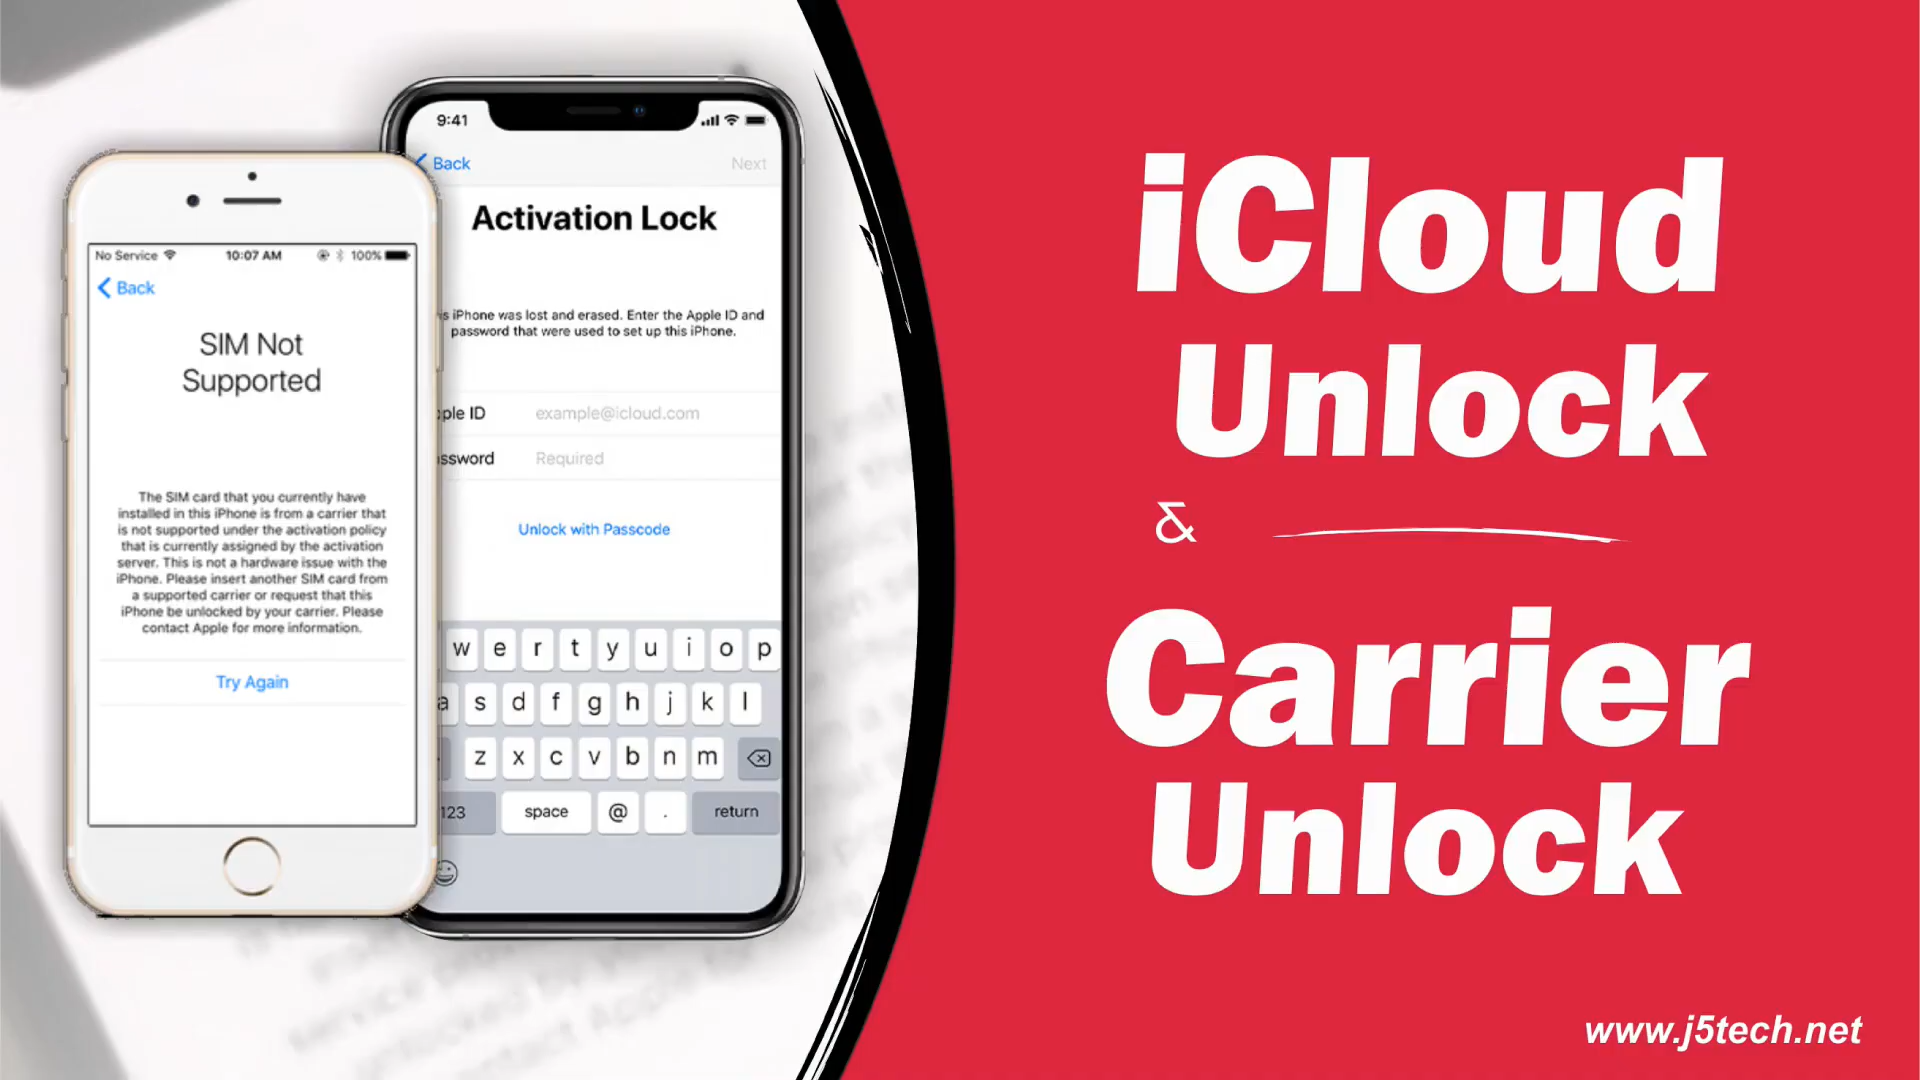 No Service
10:07 AM
100%
Back
SIM Not
Supported
The SIM card that you currently have
installed in this iPhone is from a carrier that
is not supported under the activation policy
that is currently assigned by the activation
server. This is not a hardware issue with the
iPhone. Please insert another SIM card from
a supported carrier or request that this
iPhone be unlocked by your carrier. Please
contact Apple for more information.
Try Again
9:41
Back
Next
Activation Lock
s iPhone was lost and erased. Enter the Apple ID and
password that were used to set up this iPhone.
ple ID
example@icloud.com
ssword
Required
Unlock with Passcode
w e r t y u i o p
a s d f g h j k l
z x c v b n m
123
space
@
.
return
iCloud
Unlock
&
Carrier
Unlock
www.j5tech.net